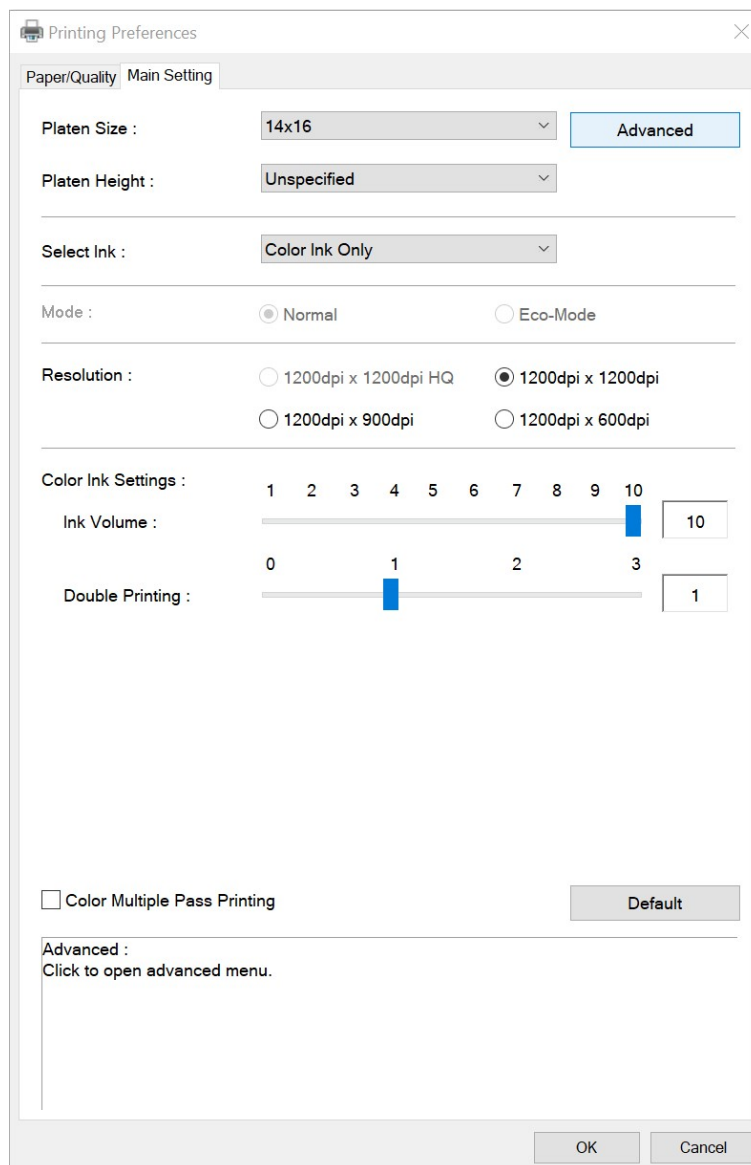 Printing Preferences
Paper/Quality Main Setting
Platen Size : 14x16 Advanced
Platen Height : Unspecified
Select Ink : Color Ink Only
Mode : Normal Eco-Mode
Resolution : 1200dpi x 1200dpi HQ 1200dpi x 1200dpi
1200dpi x 900dpi 1200dpi x 600dpi
Color Ink Settings :
1 2 3 4 5 6 7 8 9 10
Ink Volume : 10
0 1 2 3
Double Printing : 1
Color Multiple Pass Printing Default
Advanced :
Click to open advanced menu.
OK Cancel